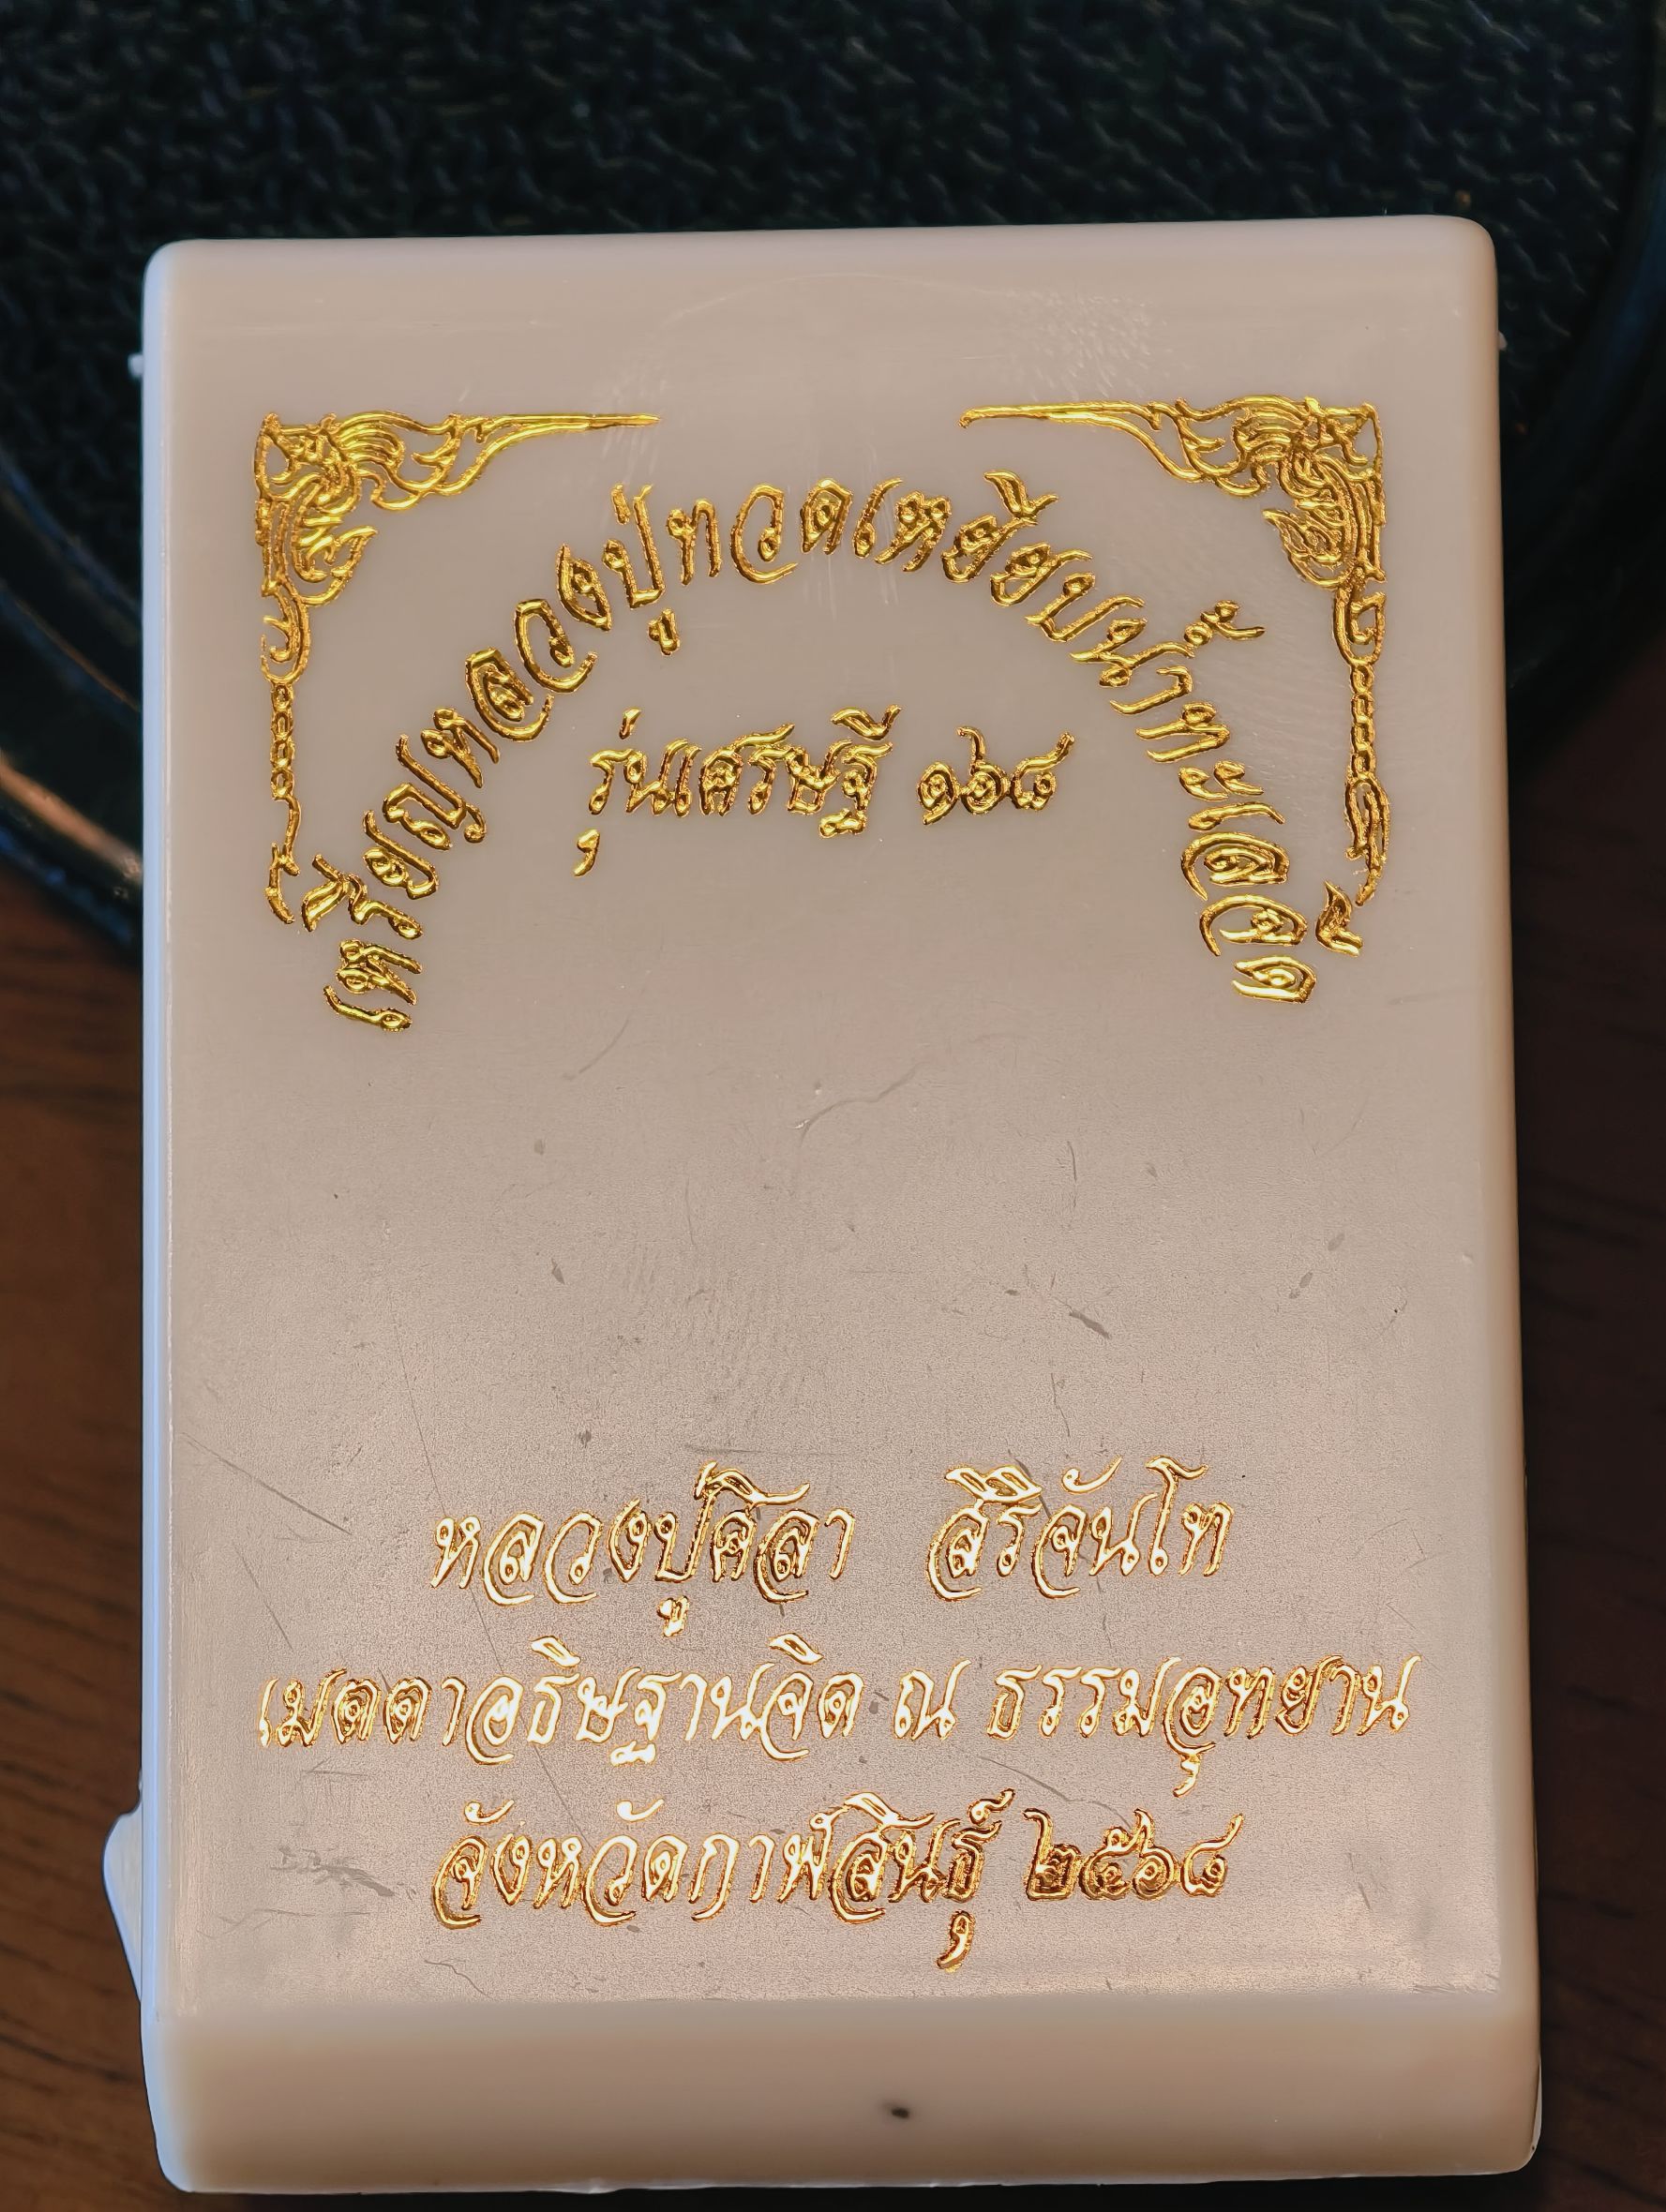 เหรียญหลวงปู่ทวดเหยียบน้ำทะเลจืด
รุ่นเศรษฐี ๑๖๘
หลวงปู่ศิลา สิริจันโท
เมตตาอธิษฐานจิต ณ ธรรมอุทยาน
จังหวัดกาฬสินธุ์ ๒๕๖๘